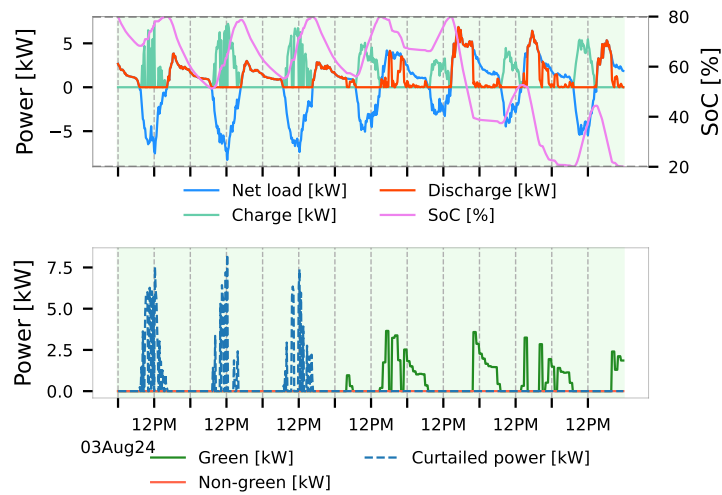 80
5
60
0
40
−5
20
Power [kW]
SoC [%]
Net load [kW]
Discharge [kW]
Charge [kW]
SoC [%]
7.5
5.0
2.5
0.0
Power [kW]
12PM 12PM 12PM 12PM 12PM 12PM 12PM
03Aug24
Green [kW]
Curtailed power [kW]
Non-green [kW]